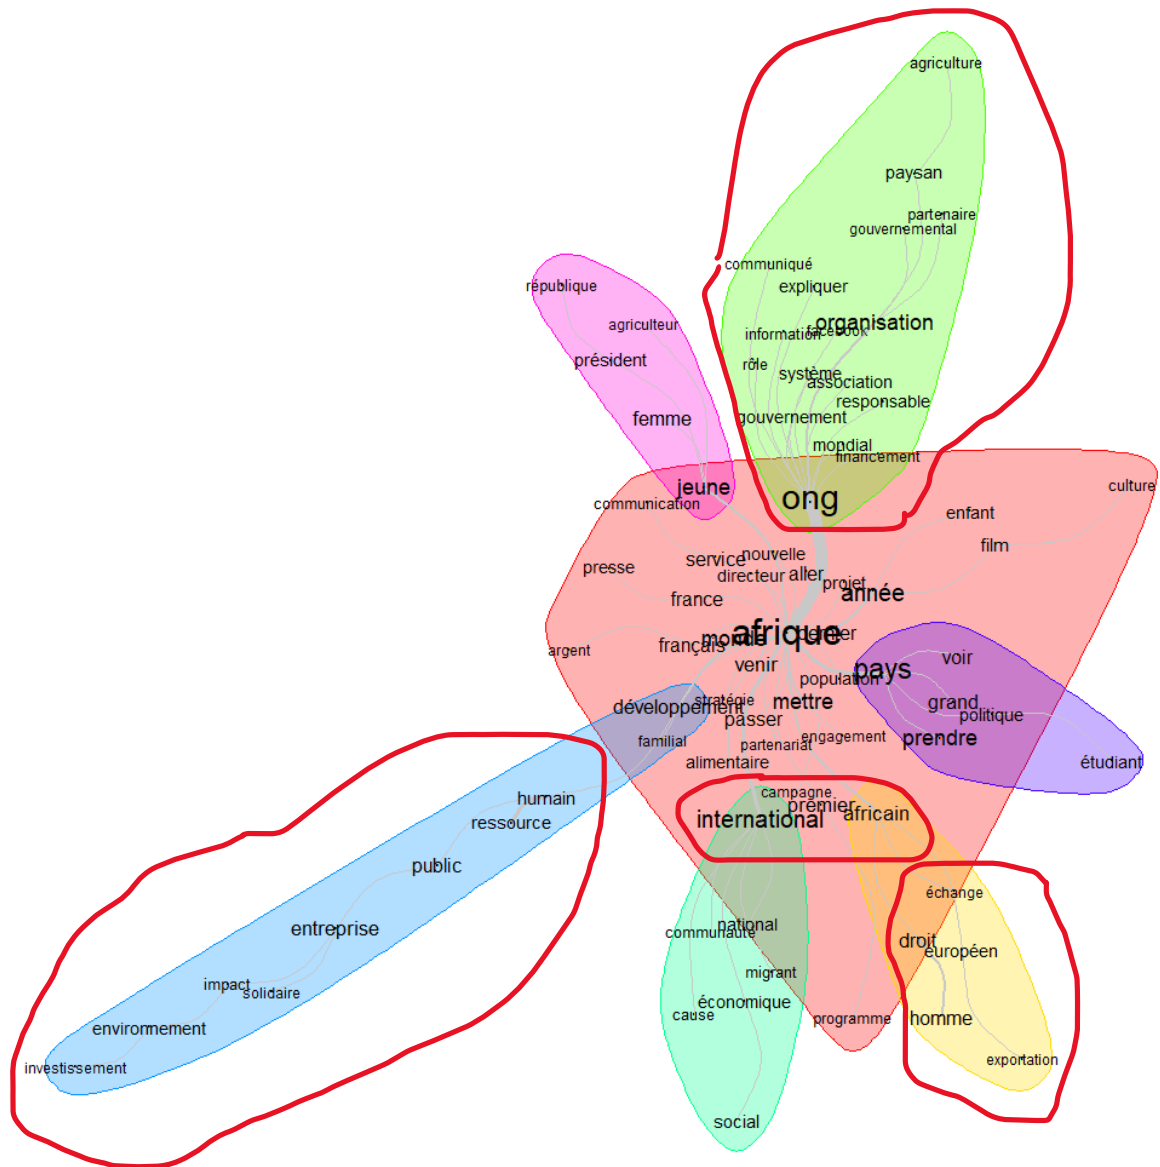 agriculture
paysan
partenaire
gouvernemental
communiqué
expliquer
république
organisation
agriculteur
facebook
information
président
rôle
système
association
responsable
femme
gouvernement
mondial
financement
jeune
culture
ong
communication
enfant
film
nouvelle
service
presse
directeur
aller
projet
france
année
afrique
dernier
monde
français
argent
venir
voir
pays
population
stratégie
mettre
grand
développement
politique
passer
familial
engagement
prendre
partenariat
alimentaire
étudiant
campagne
humain
premier
africain
international
ressource
public
échange
national
entreprise
communauté
droit
européen
migrant
impact
solidaire
économique
cause
programme
homme
environnement
exportation
investissement
social